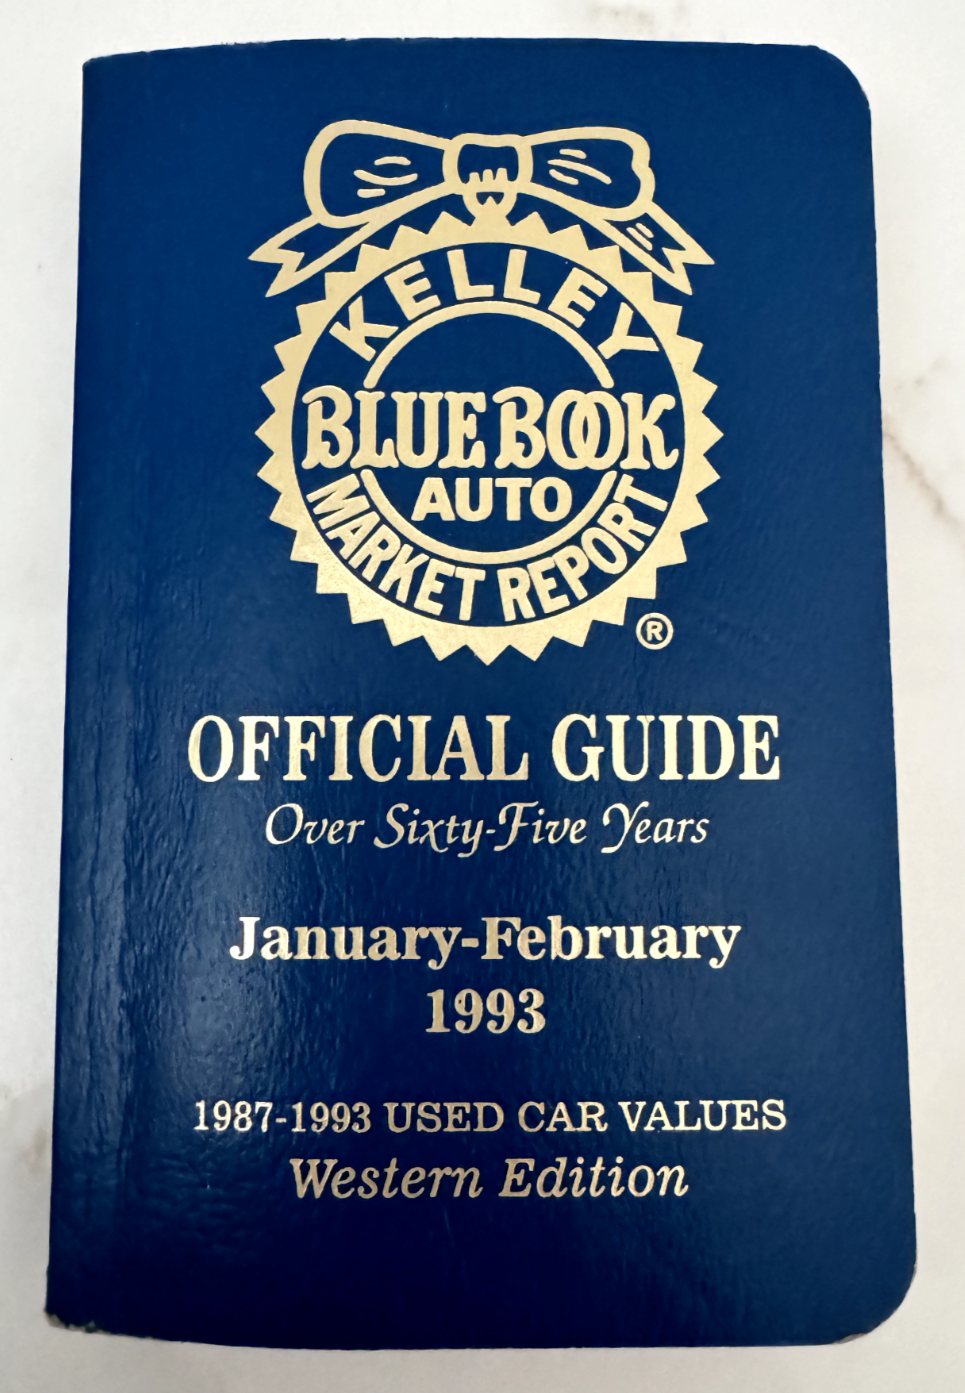 KELLEY
BLUE BOOK
AUTO
MARKET REPORT
®
OFFICIAL GUIDE
Over Sixty-Five Years
January-February
1993
1987-1993 USED CAR VALUES
Western Edition